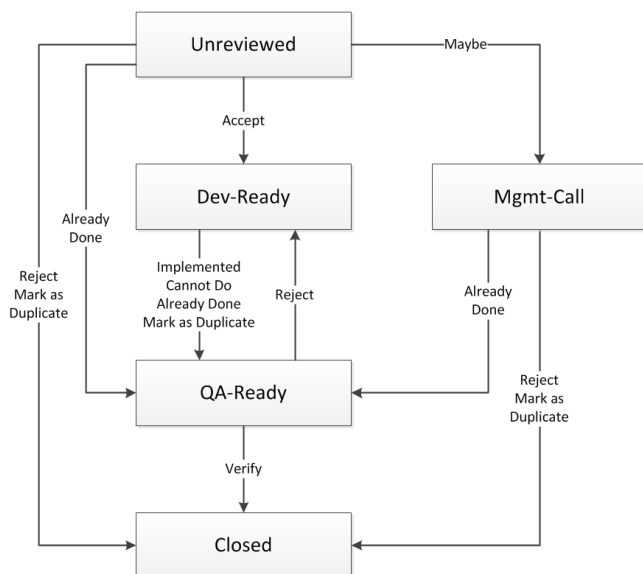 Unreviewed
Maybe
Accept
Dev-Ready
Mgmt-Call
Already
Done
Reject
Mark as
Duplicate
Implemented
Cannot Do
Already Done
Mark as Duplicate
Reject
Already
Done
QA-Ready
Reject
Mark as
Duplicate
Verify
Closed